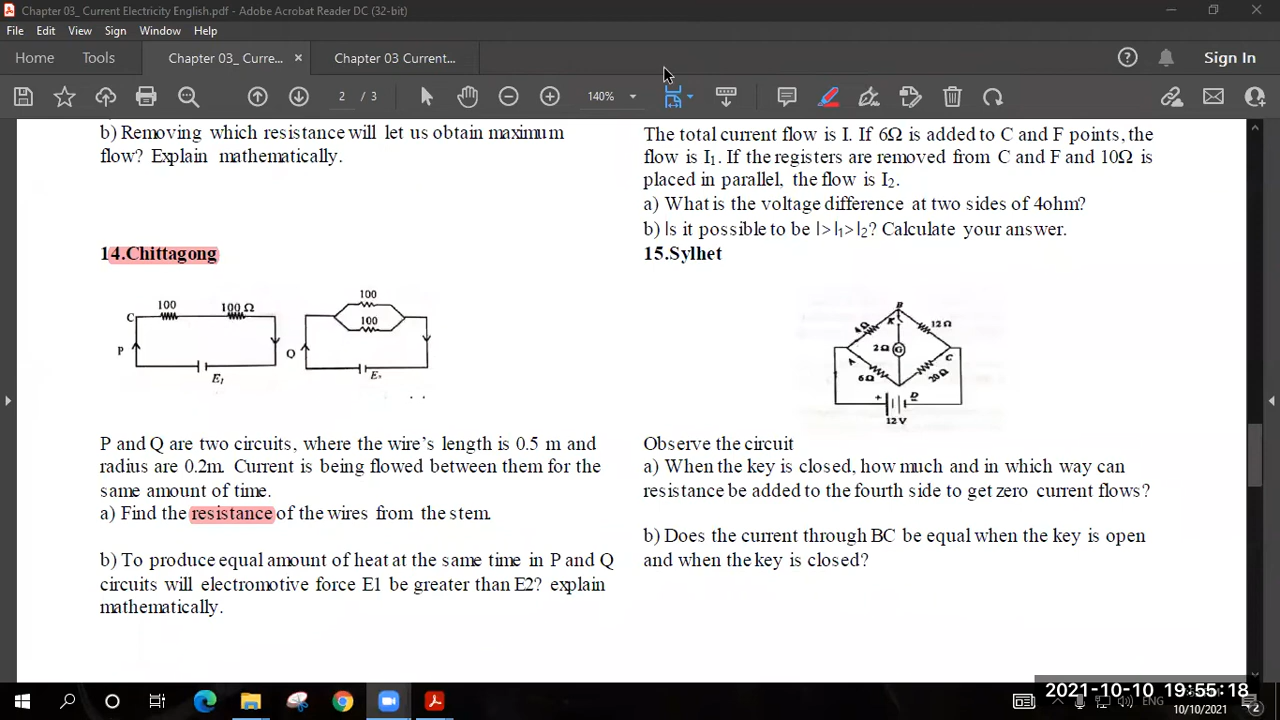 Chapter 03_ Current Electricity English.pdf - Adobe Acrobat Reader DC (32-bit)
File Edit View Sign Window Help
Home Tools Chapter 03_ Curre... × Chapter 03 Current... Sign In
2 / 3 140%
b) Removing which resistance will let us obtain maximum
flow? Explain mathematically.
14.Chittagong
100 100 Ω
C
P
E₁
100
100
Q
E₂
P and Q are two circuits, where the wire's length is 0.5 m and
radius are 0.2m. Current is being flowed between them for the
same amount of time.
a) Find the resistance of the wires from the stem.
b) To produce equal amount of heat at the same time in P and Q
circuits will electromotive force E1 be greater than E2? explain
mathematically.
The total current flow is I. If 6Ω is added to C and F points, the
flow is I₁. If the registers are removed from C and F and 10Ω is
placed in parallel, the flow is I₂.
a) What is the voltage difference at two sides of 4ohm?
b) Is it possible to be I>I₁>I₂? Calculate your answer.
15.Sylhet
B
4Ω K 12Ω
2Ω G
A C
6Ω 20Ω
+ D
12 V
Observe the circuit
a) When the key is closed, how much and in which way can
resistance be added to the fourth side to get zero current flows?
b) Does the current through BC be equal when the key is open
and when the key is closed?
2021-10-10 19:55:18
10/10/2021 2